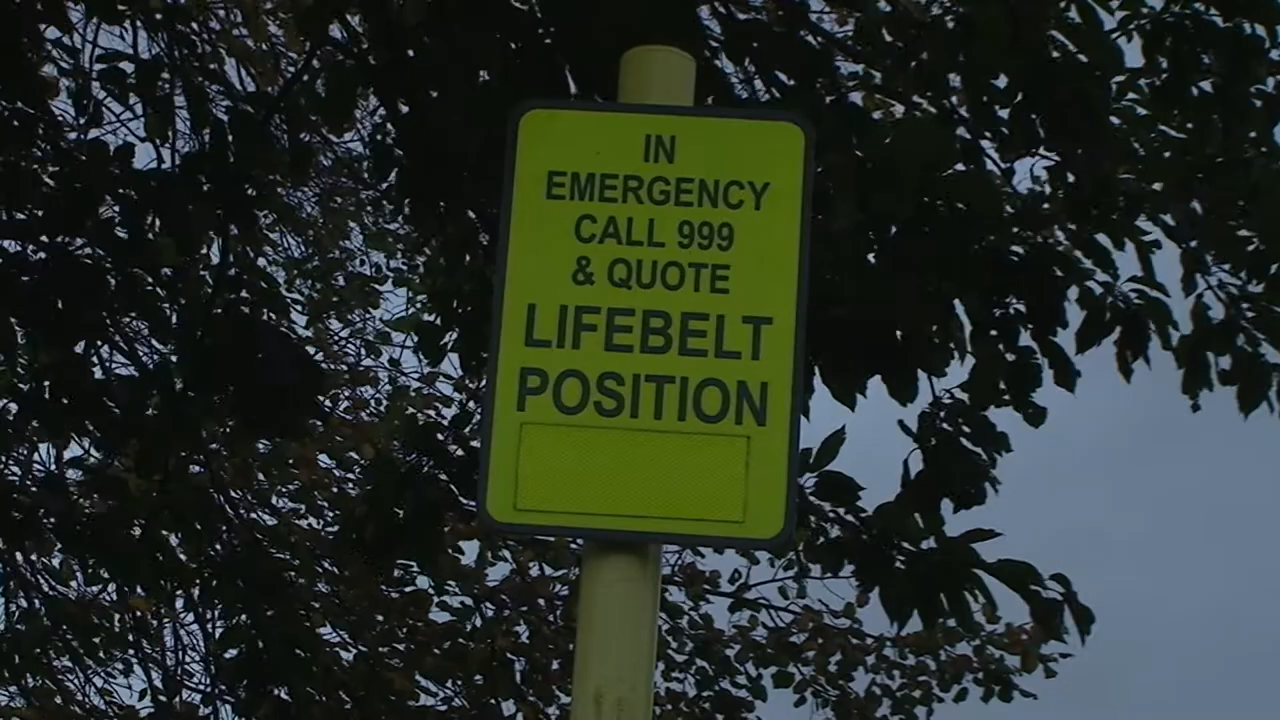 IN
EMERGENCY
CALL 999
& QUOTE
LIFEBELT
POSITION